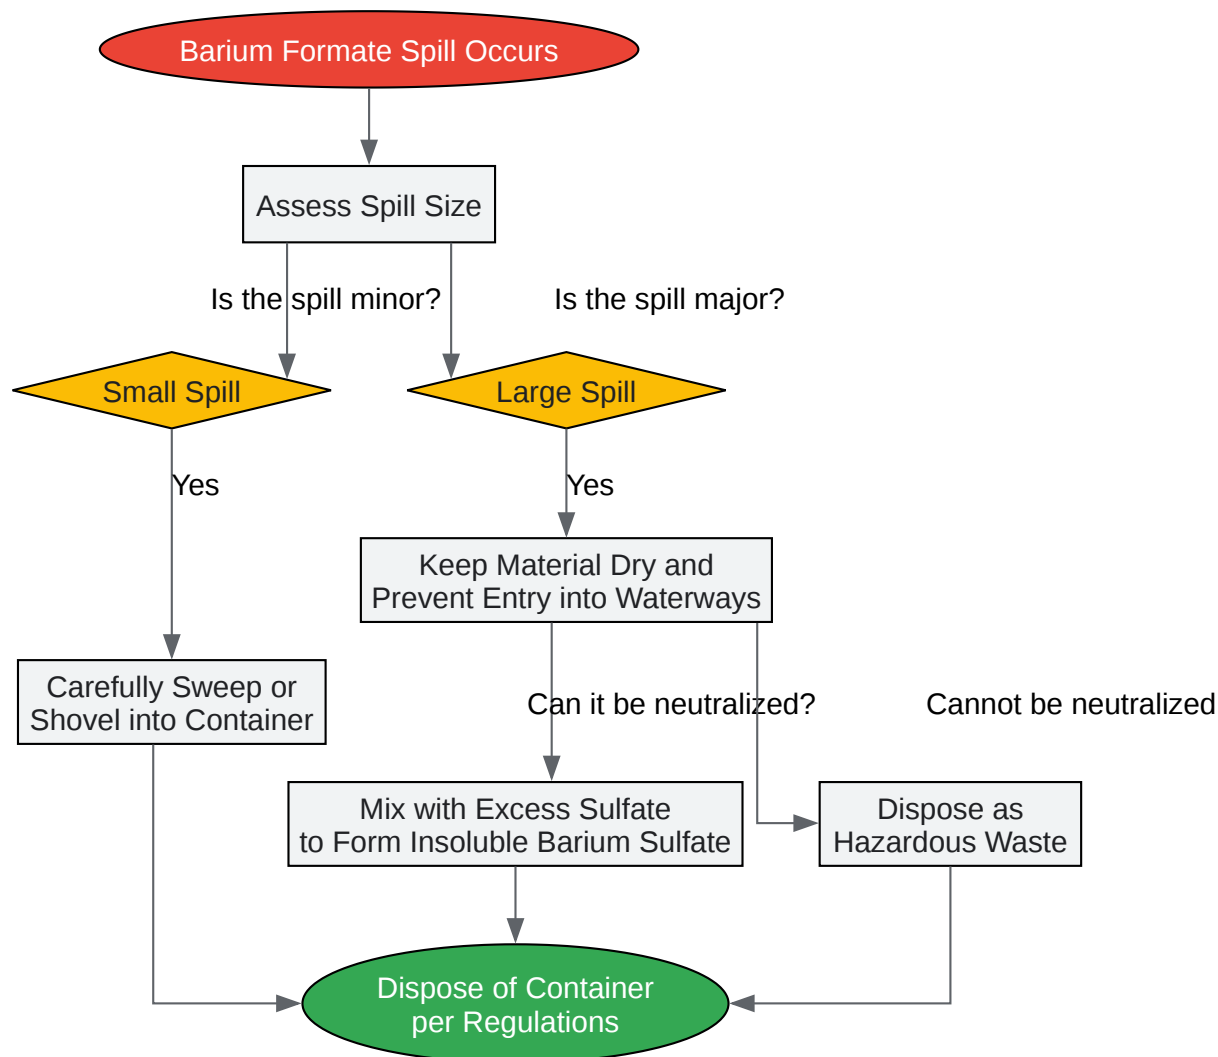 Barium Formate Spill Occurs
Assess Spill Size
Is the spill minor?
Is the spill major?
Small Spill
Large Spill
Yes
Yes
Keep Material Dry and
Prevent Entry into Waterways
Carefully Sweep or
Shovel into Container
Can it be neutralized?
Cannot be neutralized
Mix with Excess Sulfate
to Form Insoluble Barium Sulfate
Dispose as
Hazardous Waste
Dispose of Container
per Regulations